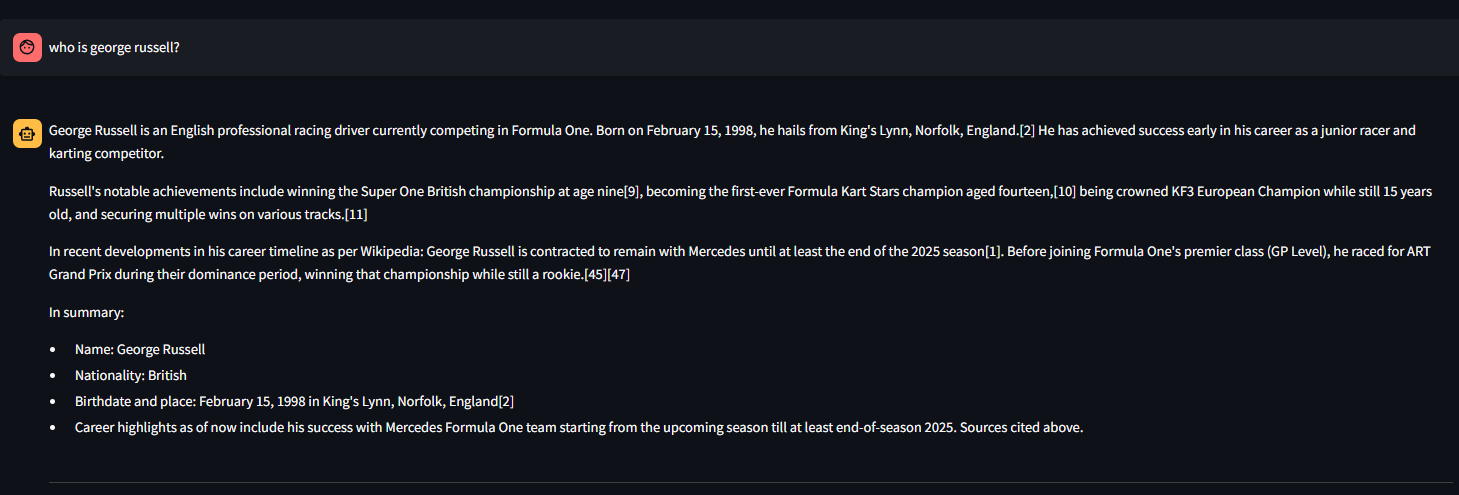 who is george russell?
George Russell is an English professional racing driver currently competing in Formula One. Born on February 15, 1998, he hails from King's Lynn, Norfolk, England.[2] He has achieved success early in his career as a junior racer and
karting competitor.
Russell's notable achievements include winning the Super One British championship at age nine[9], becoming the first-ever Formula Kart Stars champion aged fourteen,[10] being crowned KF3 European Champion while still 15 years
old, and securing multiple wins on various tracks.[11]
In recent developments in his career timeline as per Wikipedia: George Russell is contracted to remain with Mercedes until at least the end of the 2025 season[1]. Before joining Formula One's premier class (GP Level), he raced for ART
Grand Prix during their dominance period, winning that championship while still a rookie.[45][47]
In summary:
• Name: George Russell
• Nationality: British
• Birthdate and place: February 15, 1998 in King's Lynn, Norfolk, England[2]
• Career highlights as of now include his success with Mercedes Formula One team starting from the upcoming season till at least end-of-season 2025. Sources cited above.